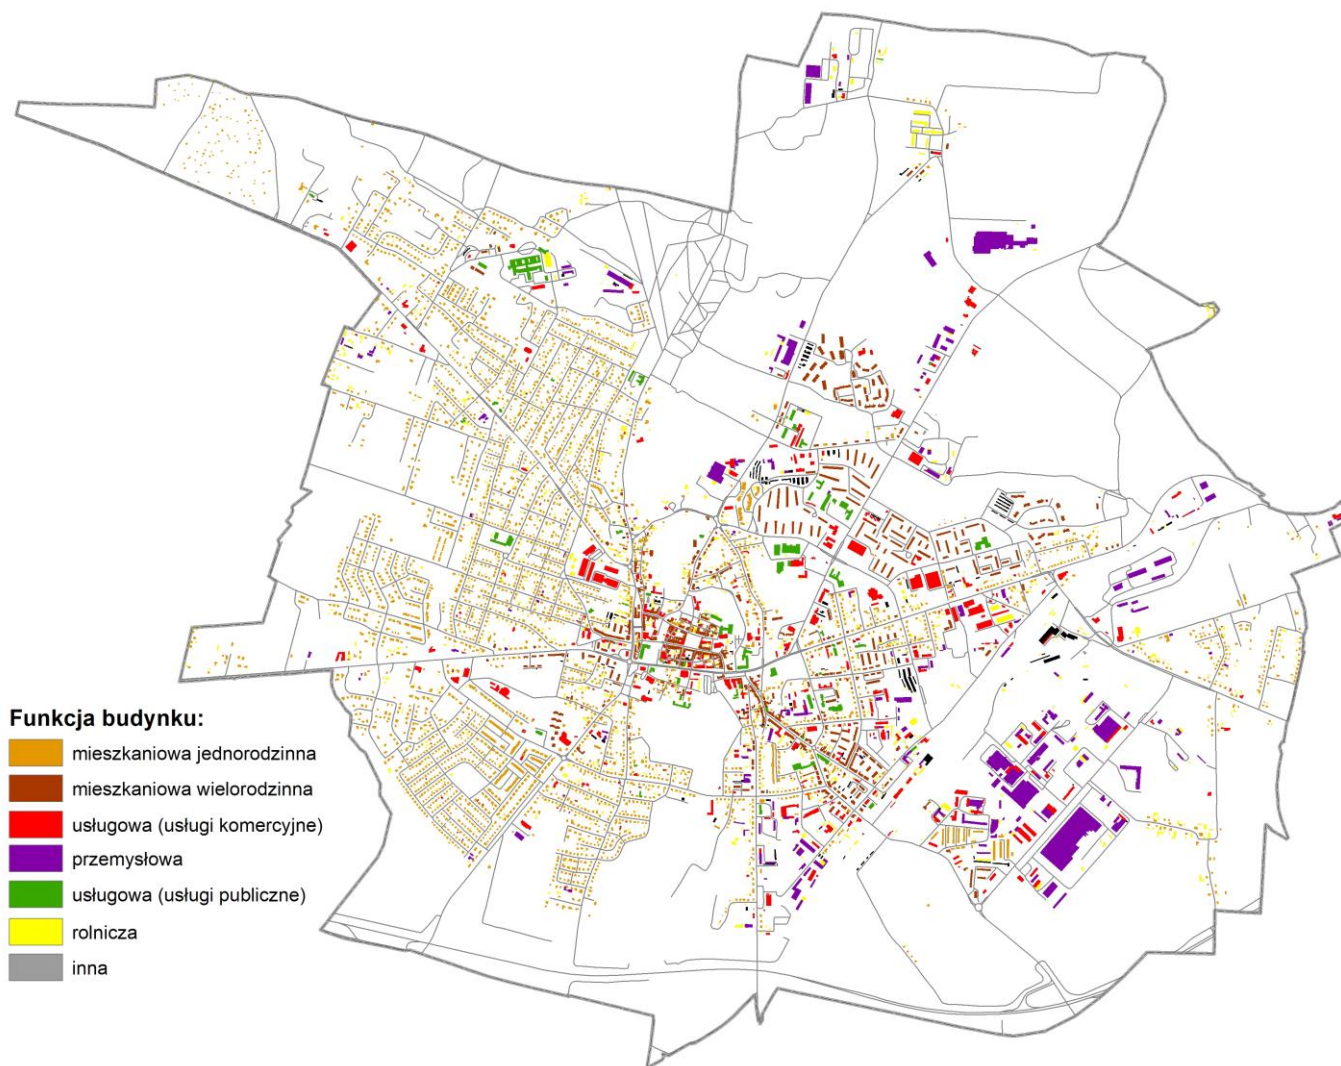 Funkcja budynku:
mieszkaniowa jednorodzinna
mieszkaniowa wielorodzinna
usługowa (usługi komercyjne)
przemysłowa
usługowa (usługi publiczne)
rolnicza
inna